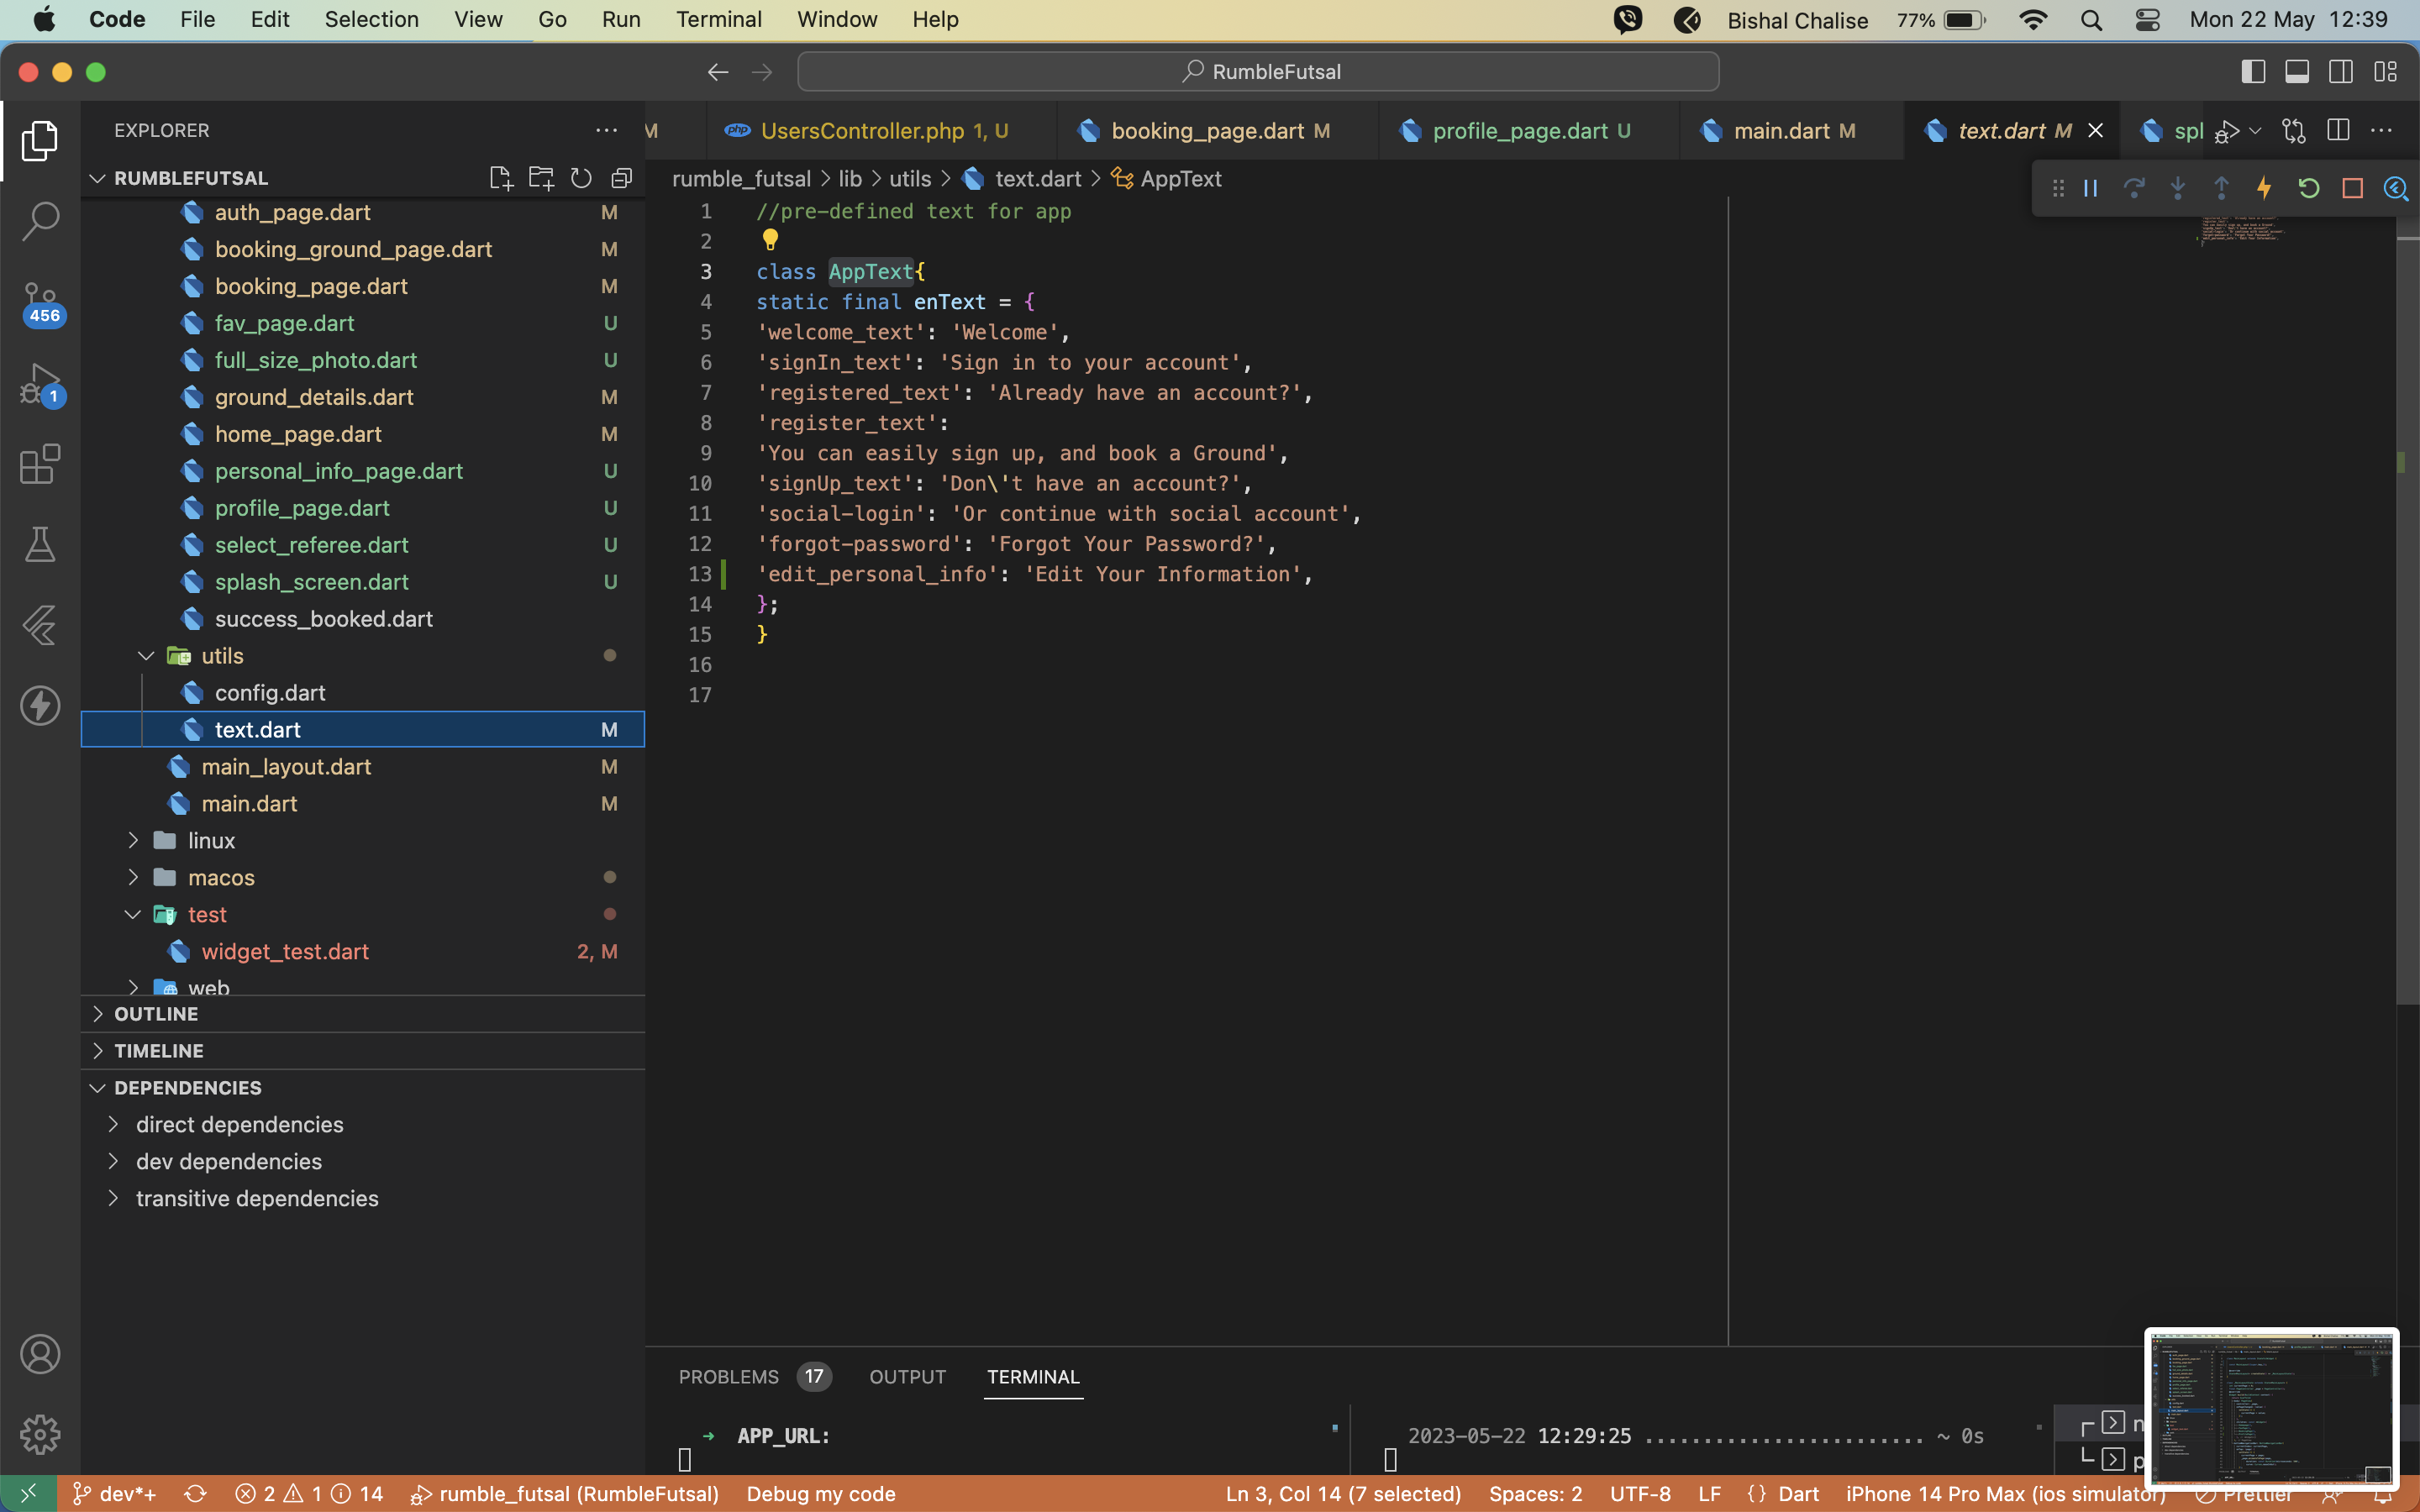 Code File Edit Selection View Go Run Terminal Window Help Bishal Chalise 77% Mon 22 May 12:39
RumbleFutsal
EXPLORER
RUMBLEFUTSAL
auth_page.dart M
booking_ground_page.dart M
booking_page.dart M
fav_page.dart U
full_size_photo.dart U
ground_details.dart M
home_page.dart M
personal_info_page.dart U
profile_page.dart U
select_referee.dart U
splash_screen.dart U
success_booked.dart
utils
config.dart
text.dart M
main_layout.dart M
main.dart M
linux
macos
test
widget_test.dart 2, M
web
OUTLINE
TIMELINE
DEPENDENCIES
direct dependencies
dev dependencies
transitive dependencies
456
1
M php UsersController.php 1, U booking_page.dart M profile_page.dart U main.dart M text.dart M spl
rumble_futsal > lib > utils > text.dart > AppText
1 //pre-defined text for app
2
3 class AppText{
4 static final enText = {
5 'welcome_text': 'Welcome',
6 'signIn_text': 'Sign in to your account',
7 'registered_text': 'Already have an account?',
8 'register_text':
9 'You can easily sign up, and book a Ground',
10 'signUp_text': 'Don\'t have an account?',
11 'social-login': 'Or continue with social account',
12 'forgot-password': 'Forgot Your Password?',
13 'edit_personal_info': 'Edit Your Information',
14 };
15 }
16
17
PROBLEMS 17 OUTPUT TERMINAL
→ APP_URL:
2023-05-22 12:29:25 ....................... ~ 0s
n
p
dev*+ 2 1 14 rumble_futsal (RumbleFutsal) Debug my code Ln 3, Col 14 (7 selected) Spaces: 2 UTF-8 LF {} Dart iPhone 14 Pro Max (ios simulator) Prettier